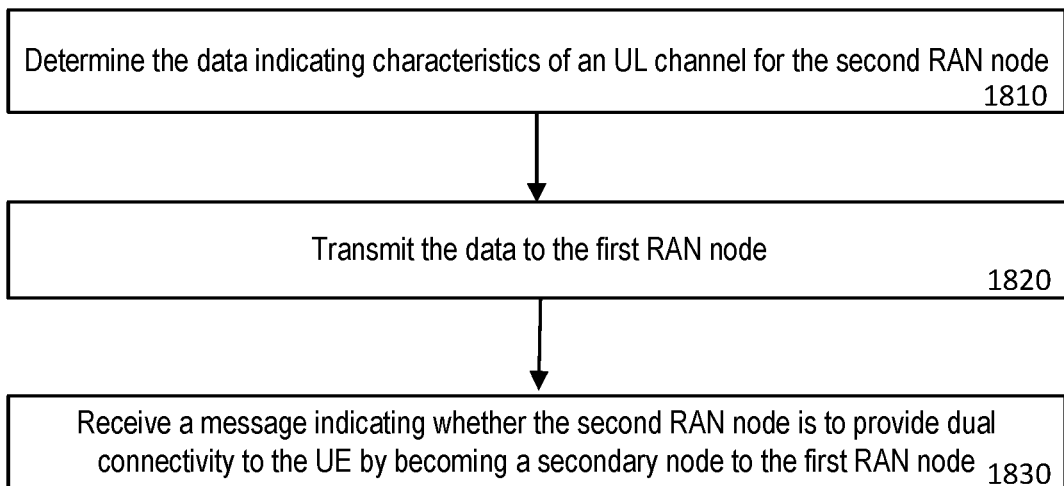 Determine the data indicating characteristics of an UL channel for the second RAN node
1810
Transmit the data to the first RAN node
1820
Receive a message indicating whether the second RAN node is to provide dual
connectivity to the UE by becoming a secondary node to the first RAN node
1830